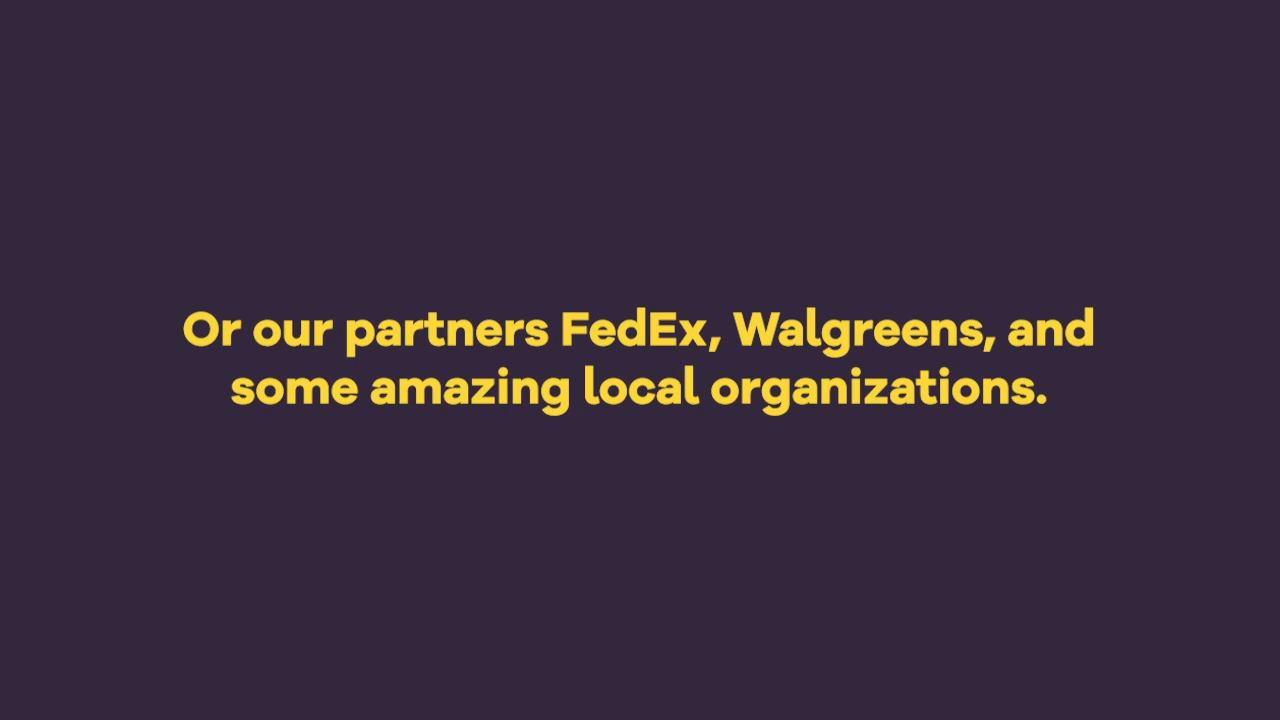 Or our partners FedEx, Walgreens, and
some amazing local organizations.